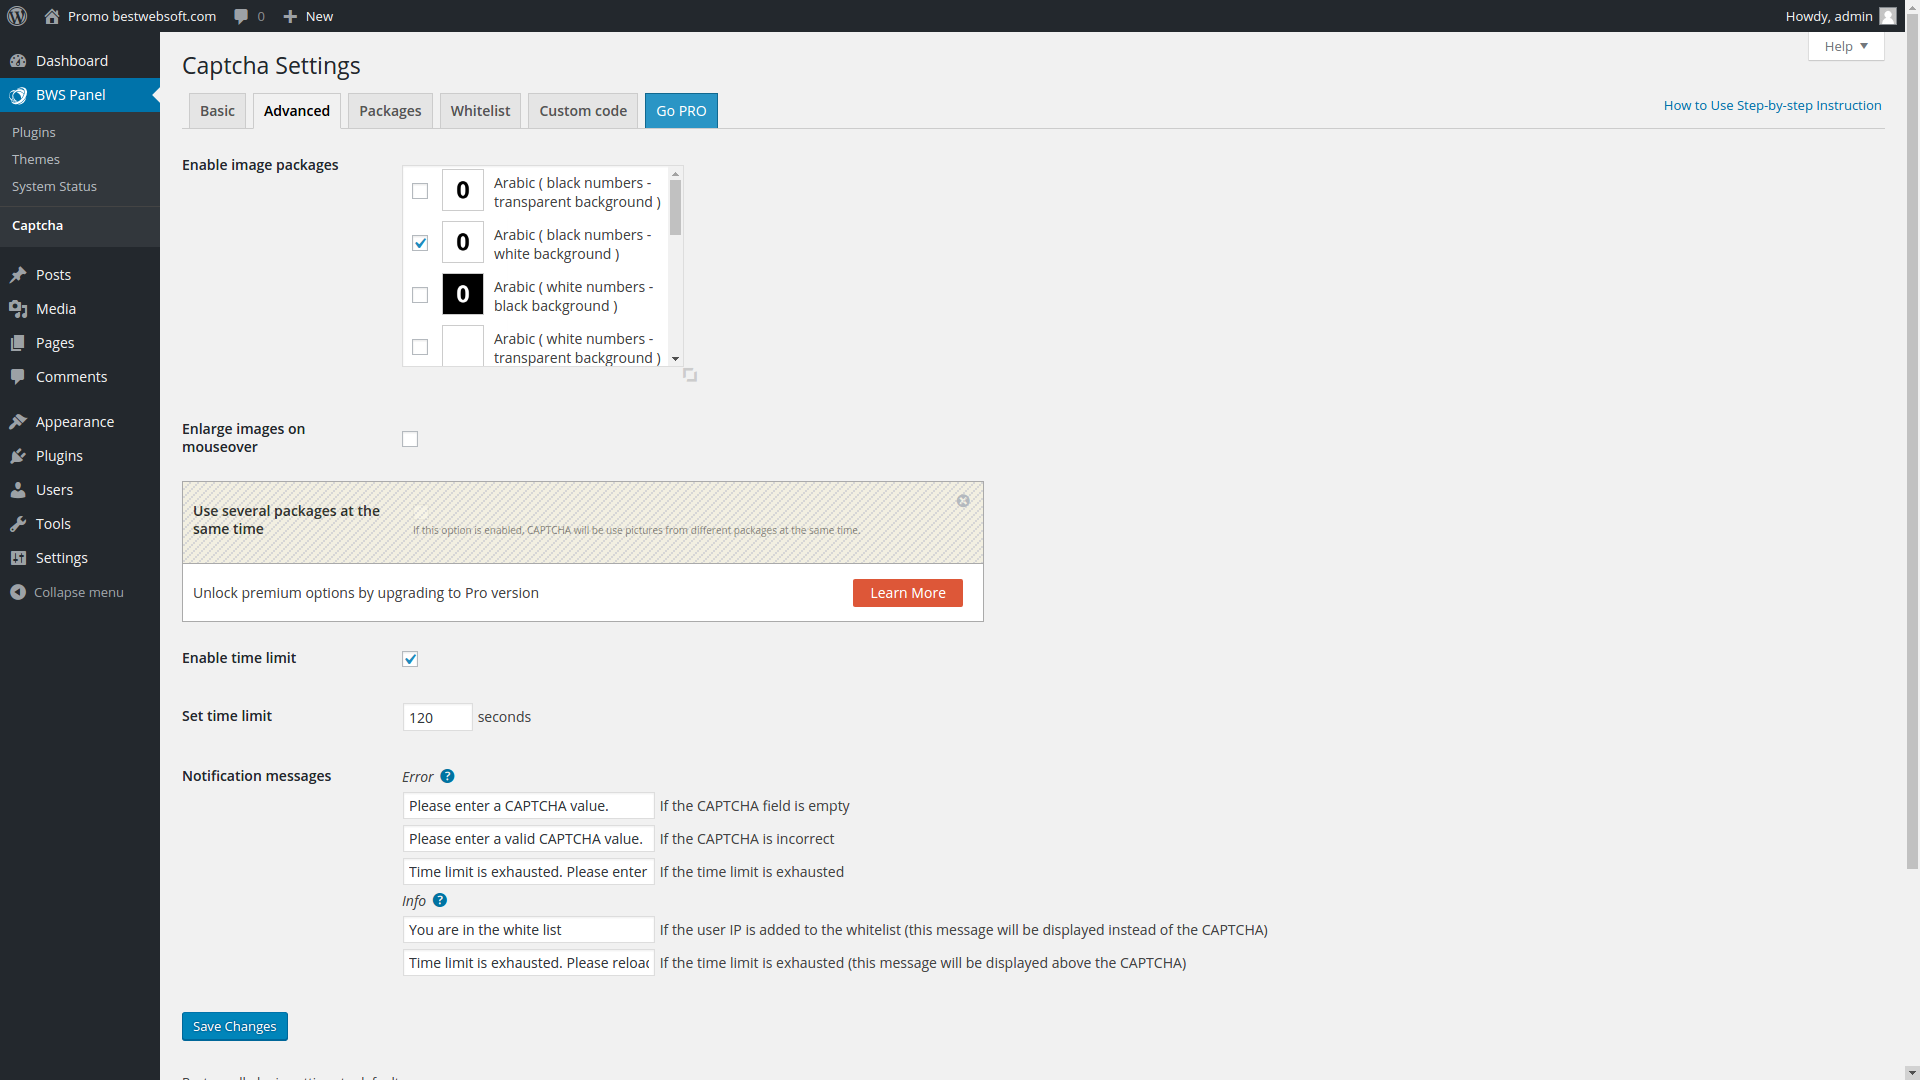 Promo bestwebsoft.com
0
New
Howdy, admin
Help
Dashboard
BWS Panel
Plugins
Themes
System Status
Captcha
Posts
Media
Pages
Comments
Appearance
Plugins
Users
Tools
Settings
Collapse menu
Captcha Settings
Basic
Advanced
Packages
Whitelist
Custom code
Go PRO
How to Use Step-by-step Instruction
Enable image packages
0
Arabic ( black numbers -
transparent background )
0
Arabic ( black numbers -
white background )
0
Arabic ( white numbers -
black background )
Arabic ( white numbers -
transparent background )
Enlarge images on
mouseover
Use several packages at the
same time
If this option is enabled, CAPTCHA will be use pictures from different packages at the same time.
Unlock premium options by upgrading to Pro version
Learn More
Enable time limit
Set time limit
120
seconds
Notification messages
Error ?
Please enter a CAPTCHA value.
If the CAPTCHA field is empty
Please enter a valid CAPTCHA value.
If the CAPTCHA is incorrect
Time limit is exhausted. Please enter
If the time limit is exhausted
Info ?
You are in the white list
If the user IP is added to the whitelist (this message will be displayed instead of the CAPTCHA)
Time limit is exhausted. Please reload
If the time limit is exhausted (this message will be displayed above the CAPTCHA)
Save Changes